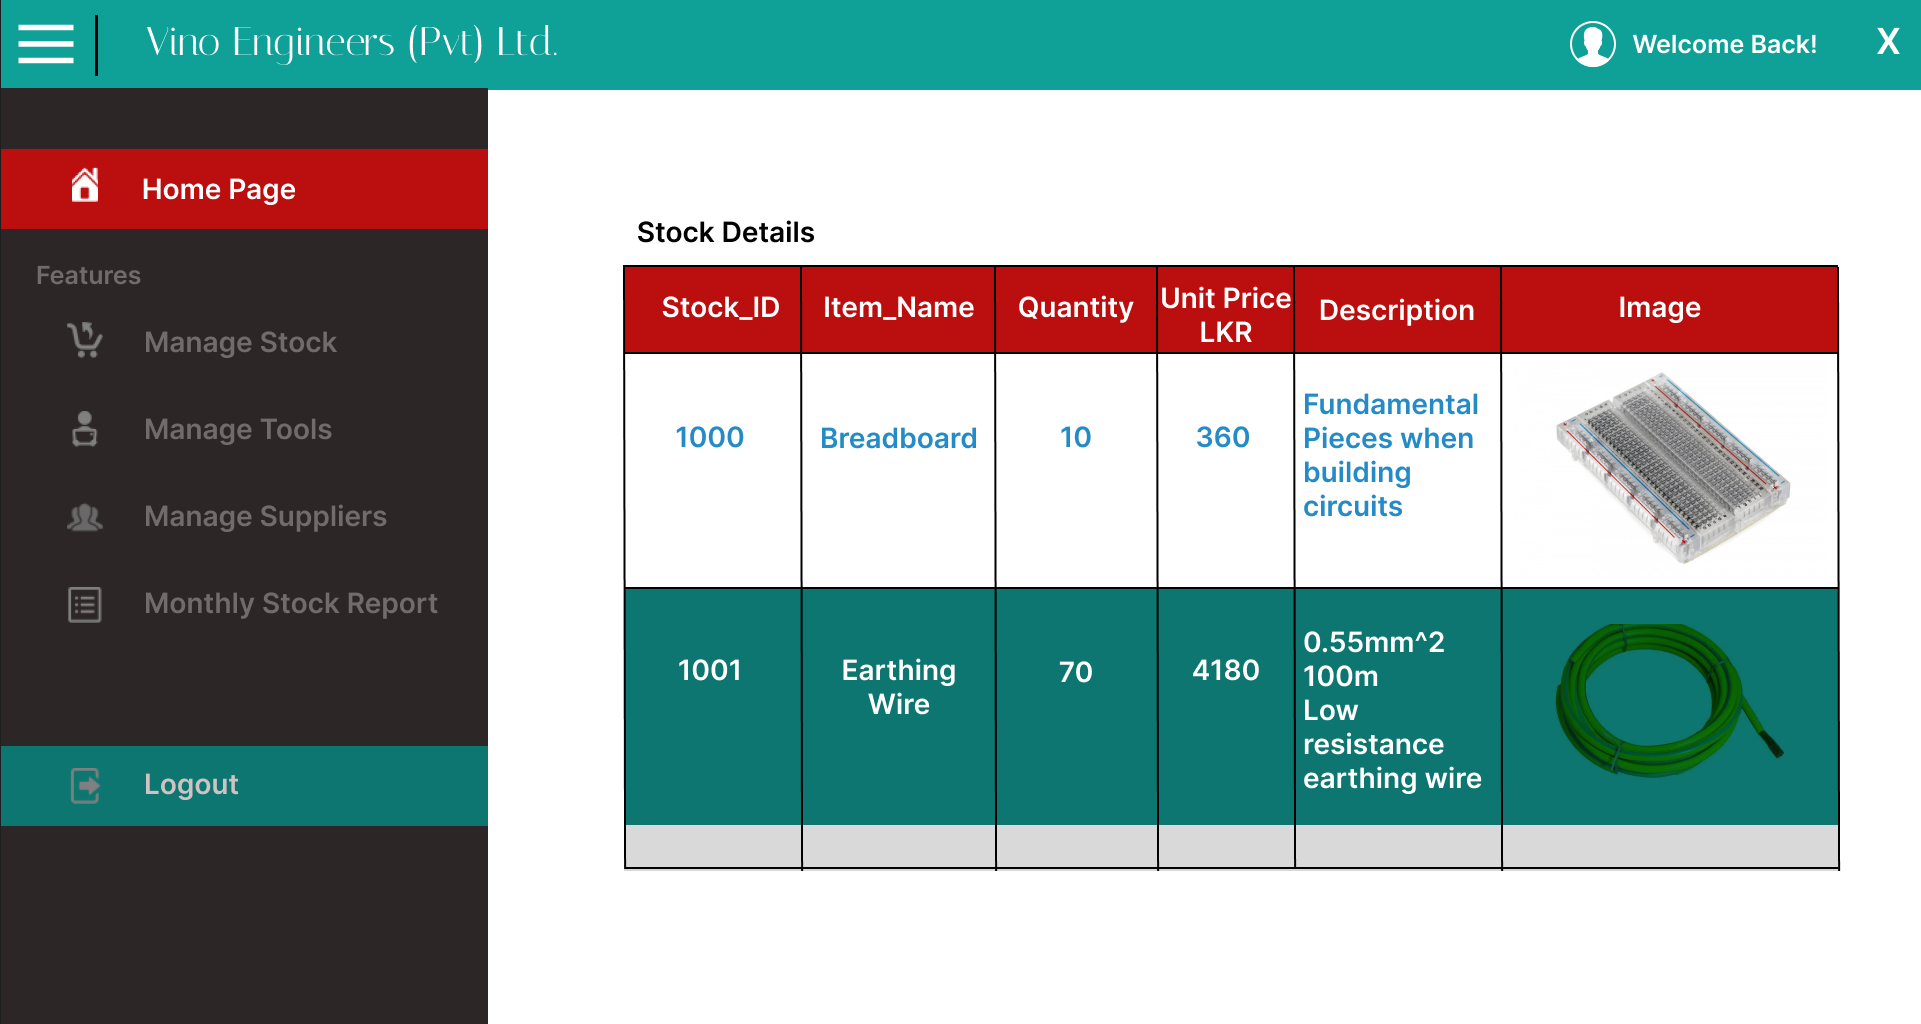 Vino Engineers (Pvt) Ltd.
Welcome Back!
X
Home Page
Features
Manage Stock
Manage Tools
Manage Suppliers
Monthly Stock Report
Logout
Stock Details
Stock_ID
Item_Name
Quantity
Unit Price
LKR
Description
Image
1000
Breadboard
10
360
Fundamental
Pieces when
building
circuits
1001
Earthing
Wire
70
4180
0.55mm^2
100m
Low
resistance
earthing wire